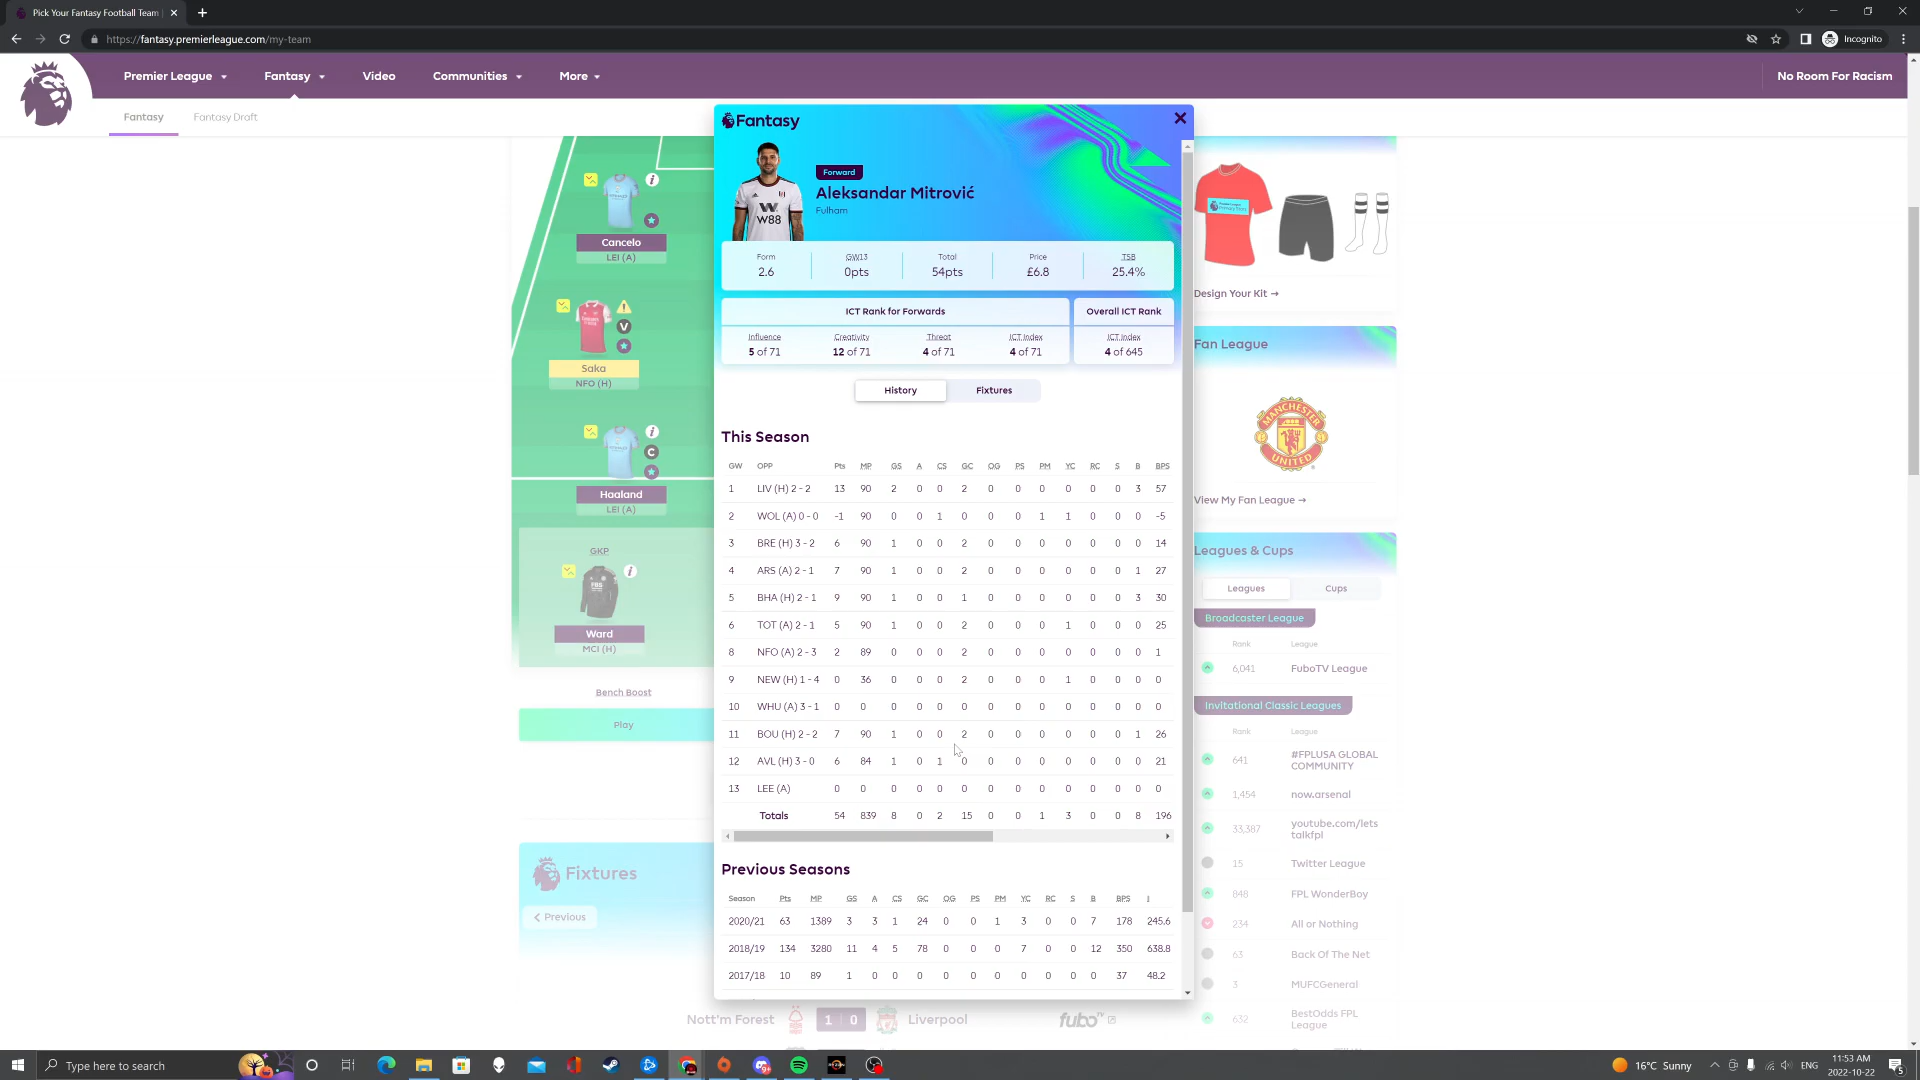 Pick Your Fantasy Football Team
https://fantasy.premierleague.com/my-team
Incognito
Premier League
Fantasy
Video
Communities
More
No Room For Racism
Fantasy
Fantasy Draft
Cancelo
LEI (A)
V
Saka
NFO (H)
C
Haaland
LEI (A)
GKP
Ward
MCI (H)
Bench Boost
Play
Fixtures
Previous
Fantasy
Forward
Aleksandar Mitrović
Fulham
W88
Form GW13 Total Price TSB
2.6 0pts 54pts £6.8 25.4%
ICT Rank for Forwards Overall ICT Rank
Influence Creativity Threat ICT Index ICT Index
5 of 71 12 of 71 4 of 71 4 of 71 4 of 645
History Fixtures
This Season
GW OPP Pts MP GS A CS GC OG PS PM YC RC S B BPS
1 LIV (H) 2 - 2 13 90 2 0 0 2 0 0 0 0 0 0 3 57
2 WOL (A) 0 - 0 -1 90 0 0 1 0 0 0 1 1 0 0 0 -5
3 BRE (H) 3 - 2 6 90 1 0 0 2 0 0 0 0 0 0 0 14
4 ARS (A) 2 - 1 7 90 1 0 0 2 0 0 0 0 0 0 1 27
5 BHA (H) 2 - 1 9 90 1 0 0 1 0 0 0 0 0 0 3 30
6 TOT (A) 2 - 1 5 90 1 0 0 2 0 0 0 1 0 0 0 25
8 NFO (A) 2 - 3 2 89 0 0 0 2 0 0 0 0 0 0 0 1
9 NEW (H) 1 - 4 0 36 0 0 0 2 0 0 0 1 0 0 0 0
10 WHU (A) 3 - 1 0 0 0 0 0 0 0 0 0 0 0 0 0 0
11 BOU (H) 2 - 2 7 90 1 0 0 2 0 0 0 0 0 0 1 26
12 AVL (H) 3 - 0 6 84 1 0 1 0 0 0 0 0 0 0 0 21
13 LEE (A) 0 0 0 0 0 0 0 0 0 0 0 0 0 0
Totals 54 839 8 0 2 15 0 0 1 3 0 0 8 196
Previous Seasons
Season Pts MP GS A CS GC OG PS PM YC RC S B BPS I
2020/21 63 1389 3 3 1 24 0 0 1 3 0 0 7 178 245.6
2018/19 134 3280 11 4 5 78 0 0 0 7 0 0 12 350 638.8
2017/18 10 89 1 0 0 0 0 0 0 0 0 0 0 37 48.2
Nott'm Forest 1 0 Liverpool fuboTV
Design Your Kit →
Fan League
MANCHESTER
UNITED
View My Fan League →
Leagues & Cups
Leagues Cups
Broadcaster League
Rank League
6,041 FuboTV League
Invitational Classic Leagues
Rank League
641 #FPLUSA GLOBAL
COMMUNITY
1,454 now.arsenal
33,387 youtube.com/lets
talkfpl
15 Twitter League
848 FPL WonderBoy
234 All or Nothing
63 Back Of The Net
3 MUFCGeneral
632 BestOdds FPL
League
Type here to search
16°C Sunny
ENG
11:53 AM
2022-10-22
5